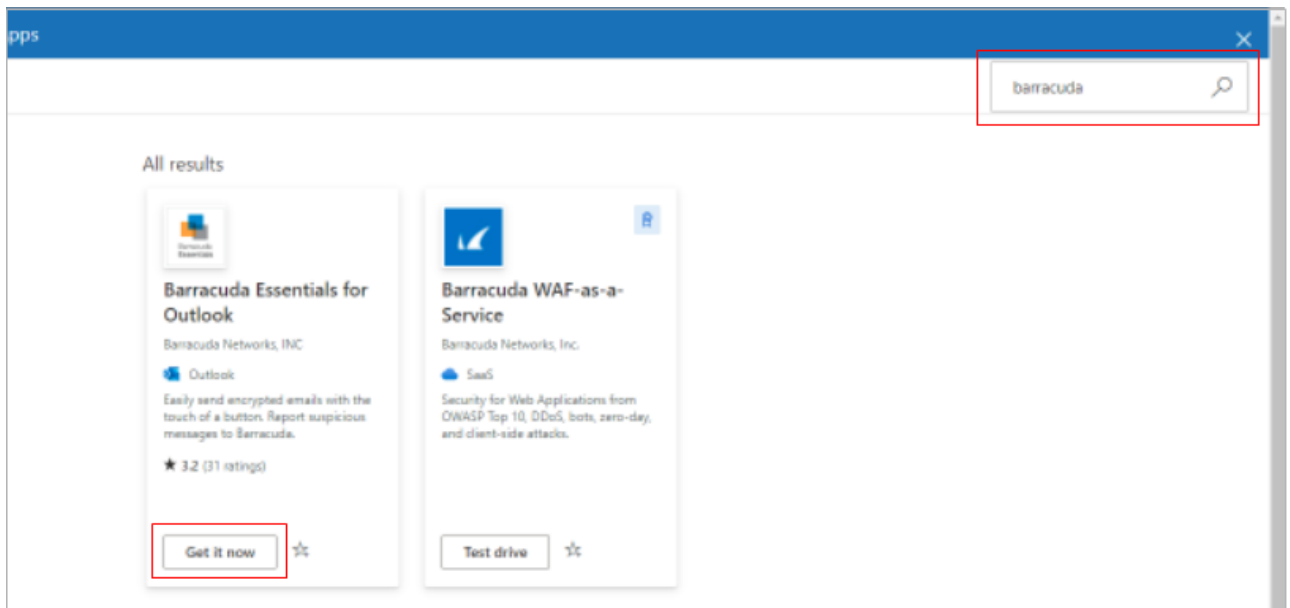 pps
barracuda
All results
Barracuda
Essentials
Barracuda Essentials for
Outlook
Barracuda Networks, INC
Outlook
Easily send encrypted emails with the
touch of a button. Report suspicious
messages to Barracuda.
★ 3.2 (31 ratings)
Get it now
Barracuda WAF-as-a-
Service
Barracuda Networks, Inc.
SaaS
Security for Web Applications from
OWASP Top 10, DDoS, bots, zero-day,
and client-side attacks.
Test drive